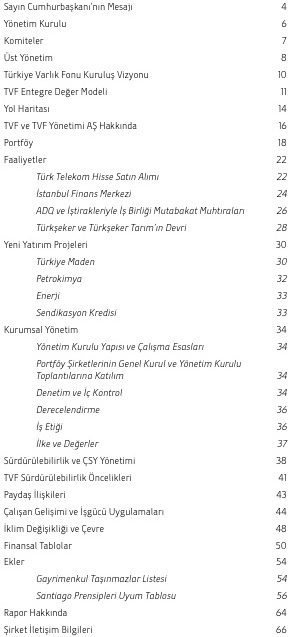 Sayın Cumhurbaşkanı'nın Mesajı 4
Yönetim Kurulu 6
Komiteler 7
Üst Yönetim 8
Türkiye Varlık Fonu Kuruluş Vizyonu 10
TVF Entegre Değer Modeli 11
Yol Haritası 14
TVF ve TVF Yönetimi AŞ Hakkında 16
Portföy 18
Faaliyetler 22
Türk Telekom Hisse Satın Alımı 22
İstanbul Finans Merkezi 24
ADQ ve İştirakleriyle İş Birliği Mutabakat Muhtıraları 26
Türkşeker ve Türkşeker Tarım'ın Devri 28
Yeni Yatırım Projeleri 30
Türkiye Maden 30
Petrokimya 32
Enerji 33
Sendikasyon Kredisi 33
Kurumsal Yönetim 34
Yönetim Kurulu Yapısı ve Çalışma Esasları 34
Portföy Şirketlerinin Genel Kurul ve Yönetim Kurulu
Toplantılarına Katılım 34
Denetim ve İç Kontrol 34
Derecelendirme 36
İş Etiği 36
İlke ve Değerler 37
Sürdürülebilirlik ve ÇSY Yönetimi 38
TVF Sürdürülebilirlik Öncelikleri 41
Paydaş İlişkileri 43
Çalışan Gelişimi ve İşgücü Uygulamaları 44
İklim Değişikliği ve Çevre 48
Finansal Tablolar 50
Ekler 54
Gayrimenkul Taşınmazlar Listesi 54
Santiago Prensipleri Uyum Tablosu 56
Rapor Hakkında 64
Şirket İletişim Bilgileri 66